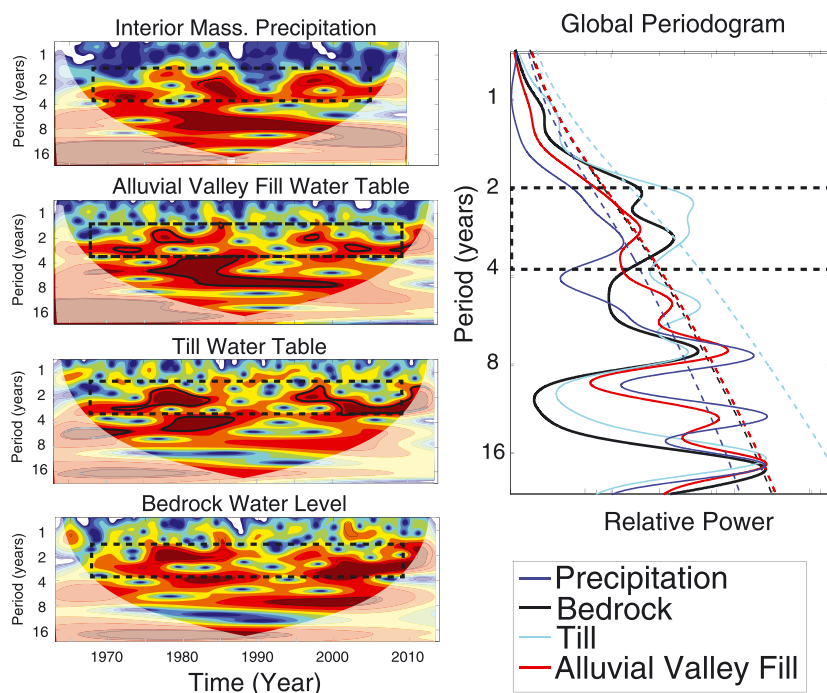 Interior Mass. Precipitation
Period (years)
1
2
4
8
16
Alluvial Valley Fill Water Table
Period (years)
1
2
4
8
16
Till Water Table
Period (years)
1
2
4
8
16
Bedrock Water Level
Period (years)
1
2
4
8
16
1970 1980 1990 2000 2010
Time (Year)
Global Periodogram
Period (years)
1
2
4
8
16
Relative Power
Precipitation
Bedrock
Till
Alluvial Valley Fill